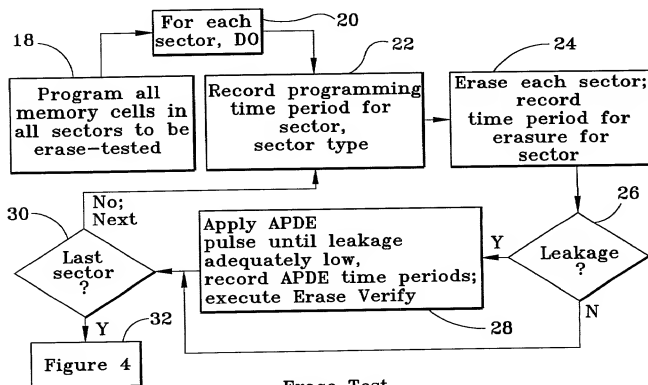 20
For each
sector, DO
18
Program all
memory cells in
all sectors to be
erase-tested
22
Record programming
time period for
sector,
sector type
24
Erase each sector;
record
time period for
erasure for
sector
26
Leakage
?
Y
N
Apply APDE
pulse until leakage
adequately low,
record APDE time periods;
execute Erase Verify
28
30
No;
Next
Last
sector
?
Y
32
Figure 4
Erase Test